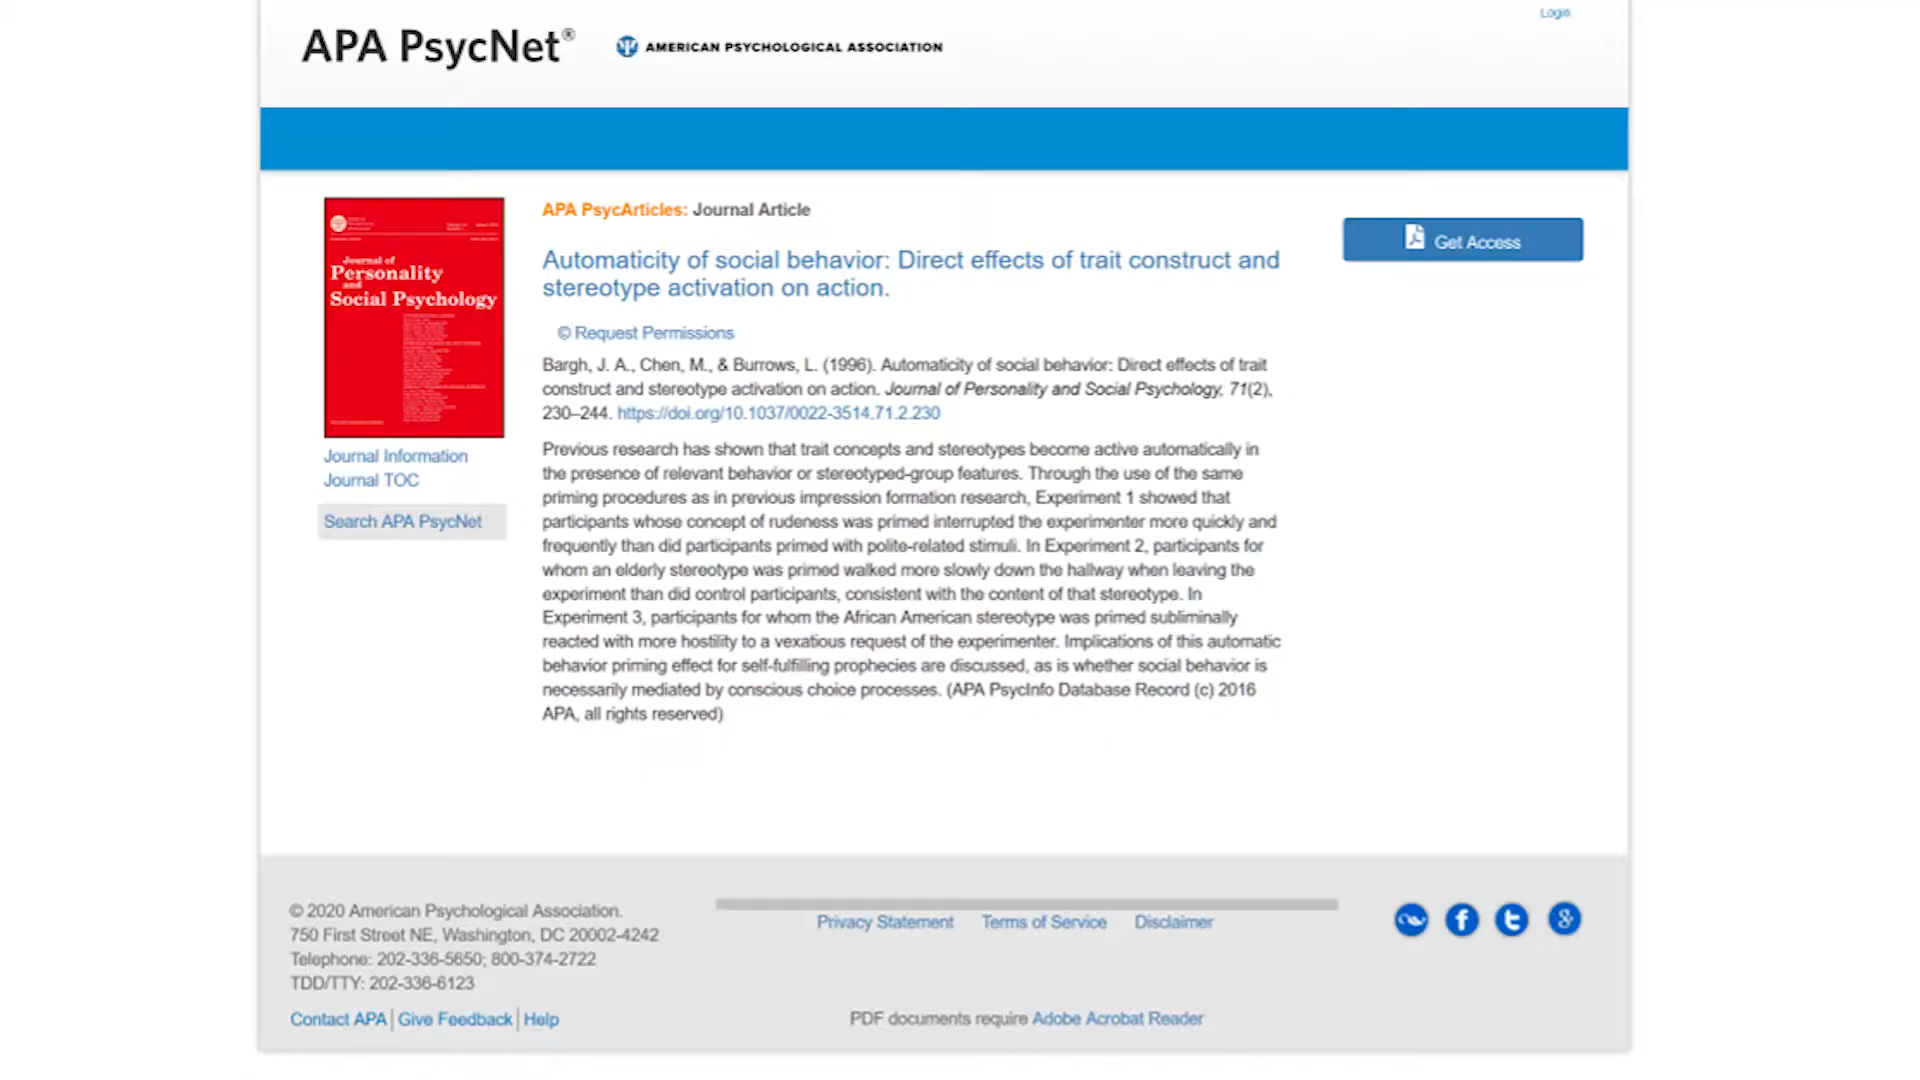 Login
APA PsycNet®
AMERICAN PSYCHOLOGICAL ASSOCIATION
APA PsycArticles: Journal Article
Get Access
Automaticity of social behavior: Direct effects of trait construct and
stereotype activation on action.
© Request Permissions
Bargh, J. A., Chen, M., & Burrows, L. (1996). Automaticity of social behavior: Direct effects of trait
construct and stereotype activation on action. Journal of Personality and Social Psychology, 71(2),
230–244. https://doi.org/10.1037/0022-3514.71.2.230
Previous research has shown that trait concepts and stereotypes become active automatically in
the presence of relevant behavior or stereotyped-group features. Through the use of the same
priming procedures as in previous impression formation research, Experiment 1 showed that
participants whose concept of rudeness was primed interrupted the experimenter more quickly and
frequently than did participants primed with polite-related stimuli. In Experiment 2, participants for
whom an elderly stereotype was primed walked more slowly down the hallway when leaving the
experiment than did control participants, consistent with the content of that stereotype. In
Experiment 3, participants for whom the African American stereotype was primed subliminally
reacted with more hostility to a vexatious request of the experimenter. Implications of this automatic
behavior priming effect for self-fulfilling prophecies are discussed, as is whether social behavior is
necessarily mediated by conscious choice processes. (APA PsycInfo Database Record (c) 2016
APA, all rights reserved)
Journal of
Personality
and
Social Psychology
Journal Information
Journal TOC
Search APA PsycNet
© 2020 American Psychological Association.
750 First Street NE, Washington, DC 20002-4242
Telephone: 202-336-5650; 800-374-2722
TDD/TTY: 202-336-6123
Contact APA | Give Feedback | Help
Privacy Statement Terms of Service Disclaimer
PDF documents require Adobe Acrobat Reader